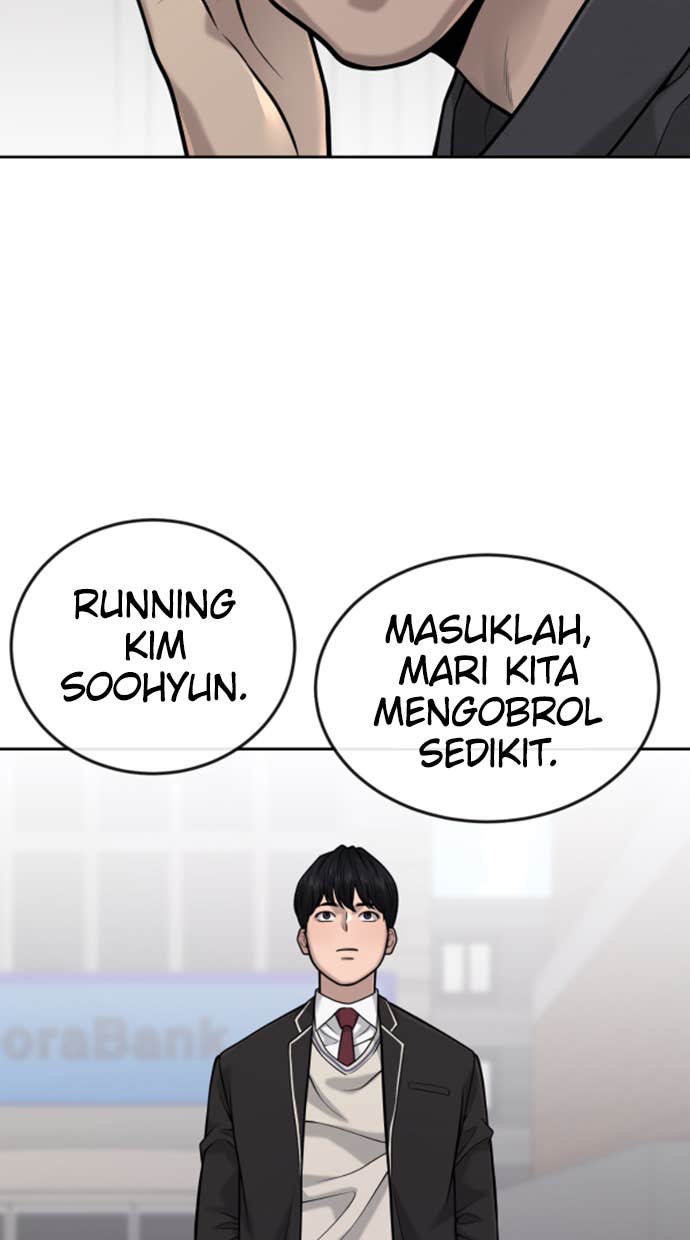 RUNNING
KIM
SOOHYUN.
MASUKLAH,
MARI KITA
MENGOBROL
SEDIKIT.
oraBank